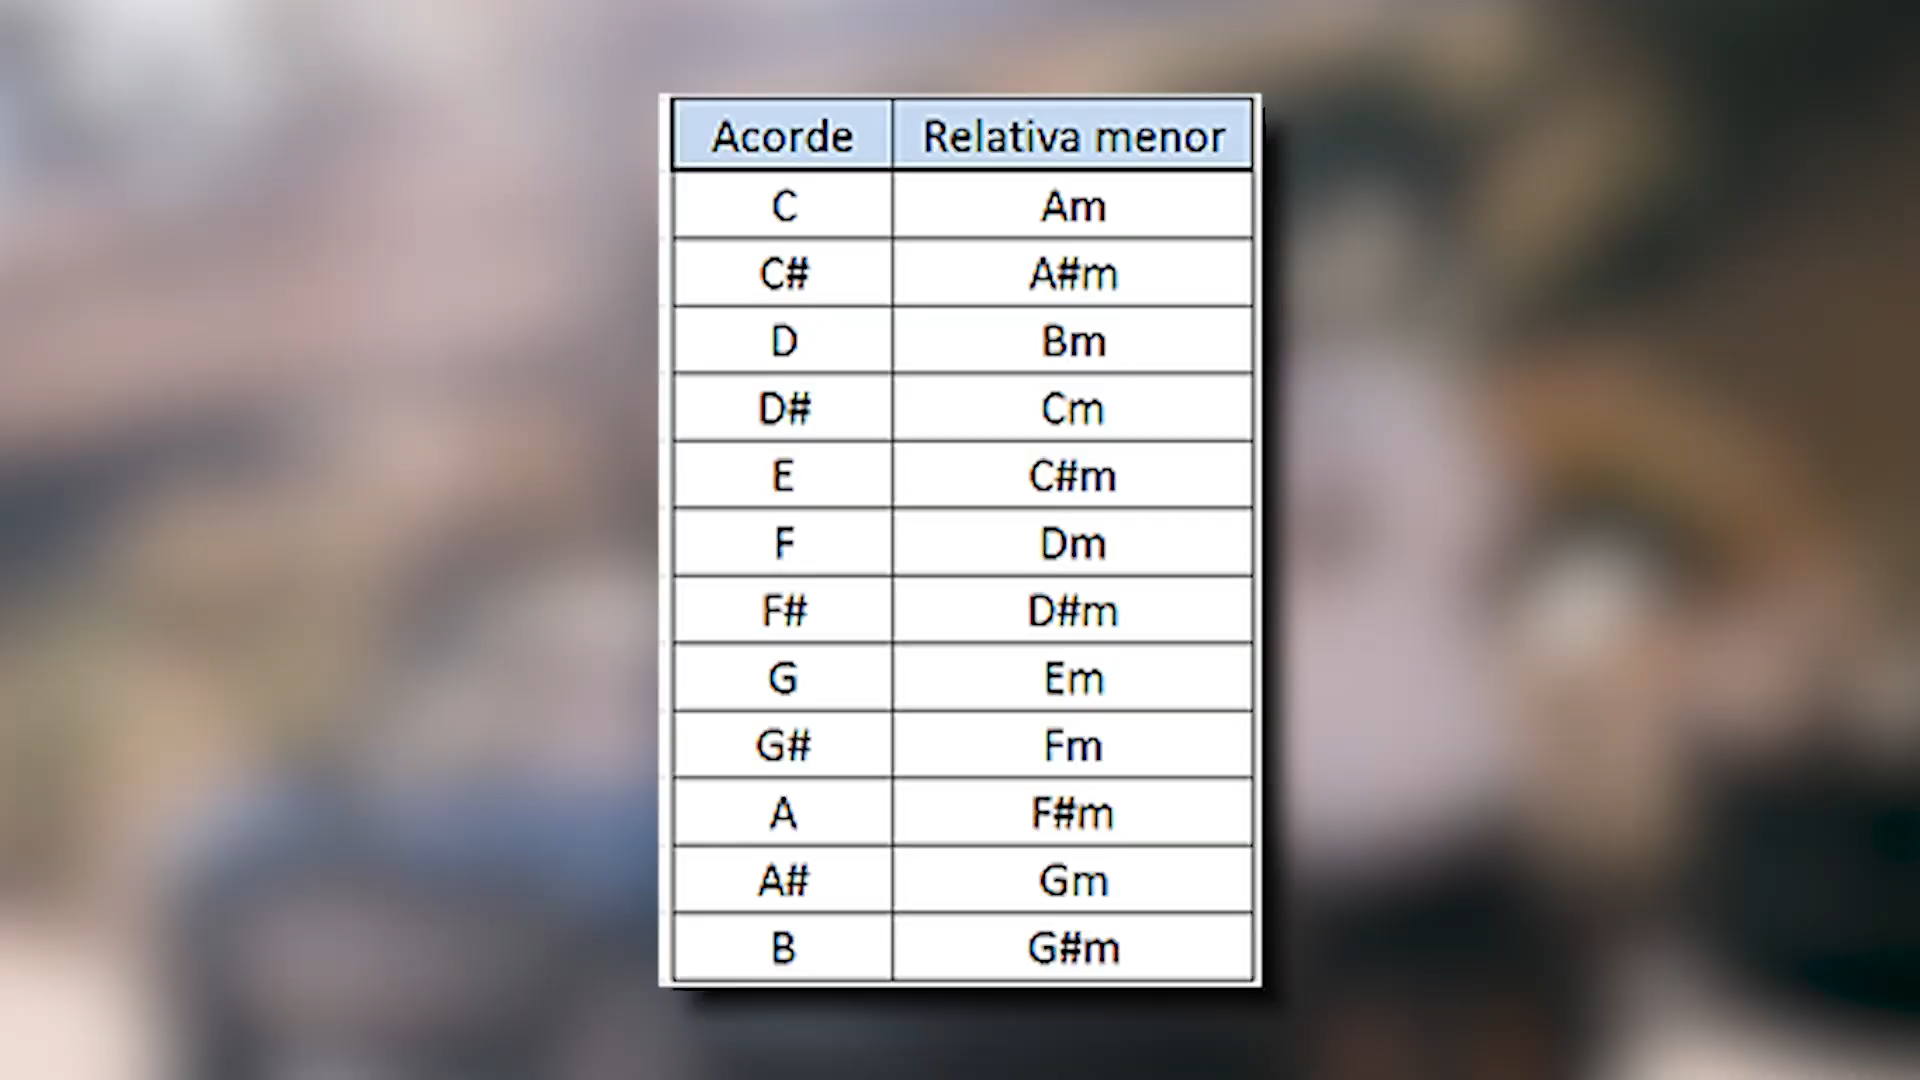 Acorde Relativa menor
C Am
C# A#m
D Bm
D# Cm
E C#m
F Dm
F# D#m
G Em
G# Fm
A F#m
A# Gm
B G#m